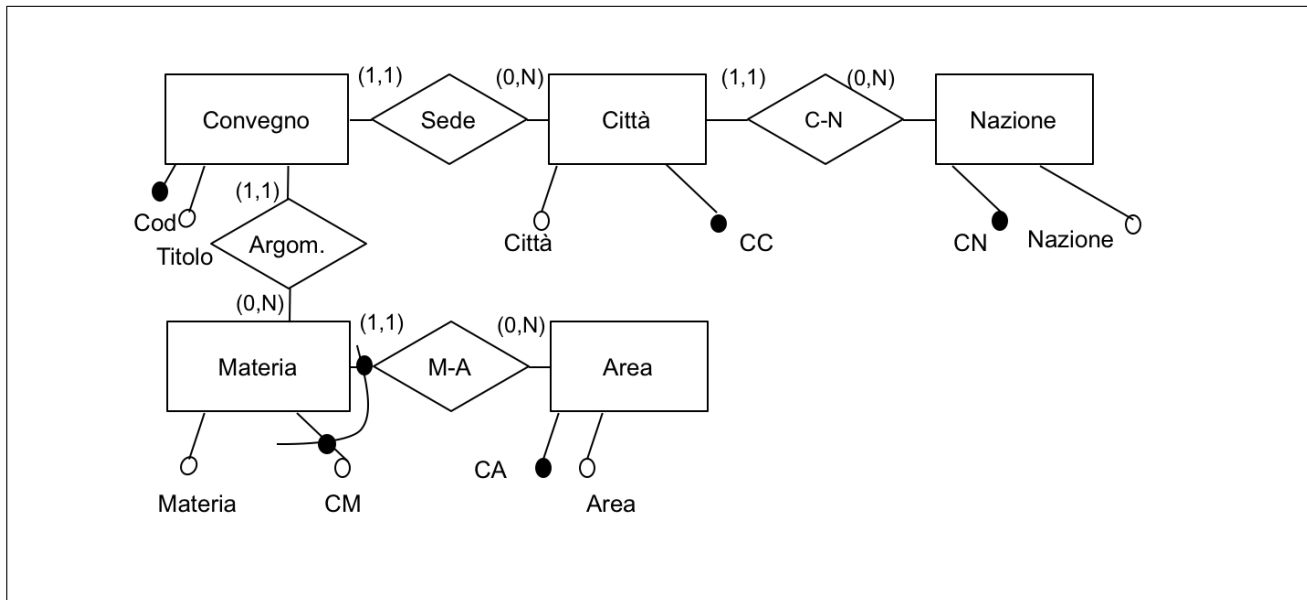 (1,1) (0,N) (1,1) (0,N)
Convegno Sede Città C-N Nazione
(1,1)
Cod
Città CC CN Nazione
Titolo Argom.
(0,N) (1,1) (0,N)
Materia M-A Area
CA
Materia CM Area